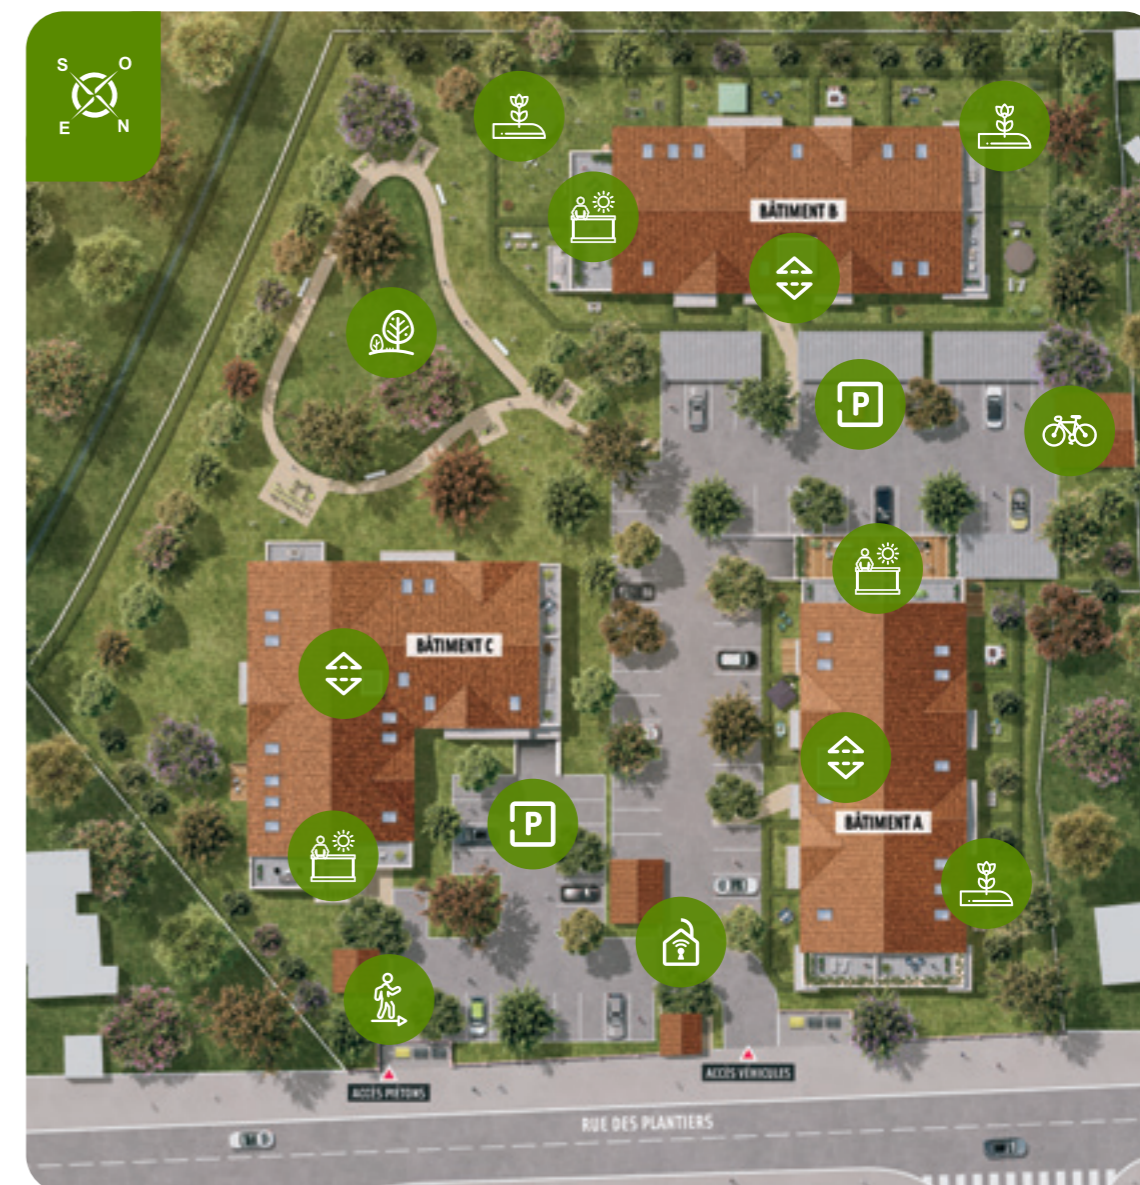 S O
E N
BÂTIMENT B
P
BÂTIMENT C
P
BÂTIMENT A
ACCÈS VÉHICULES
ACCÈS PIÉTONS
RUE DES PLANTIERS